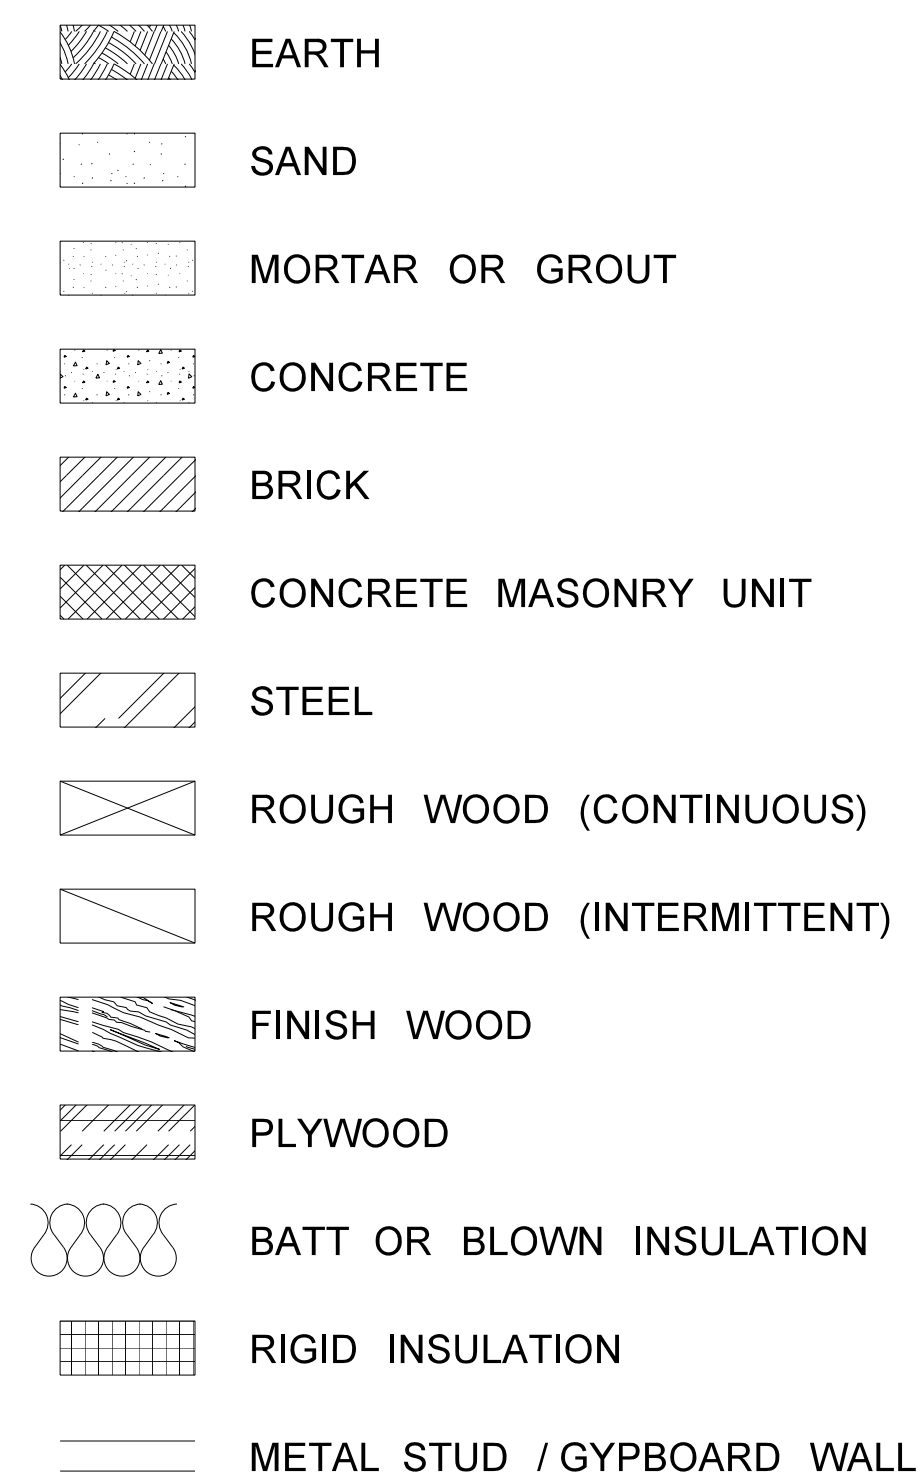 EARTH
SAND
MORTAR OR GROUT
CONCRETE
BRICK
CONCRETE MASONRY UNIT
STEEL
ROUGH WOOD (CONTINUOUS)
ROUGH WOOD (INTERMITTENT)
FINISH WOOD
PLYWOOD
BATT OR BLOWN INSULATION
RIGID INSULATION
METAL STUD / GYPBOARD WALL